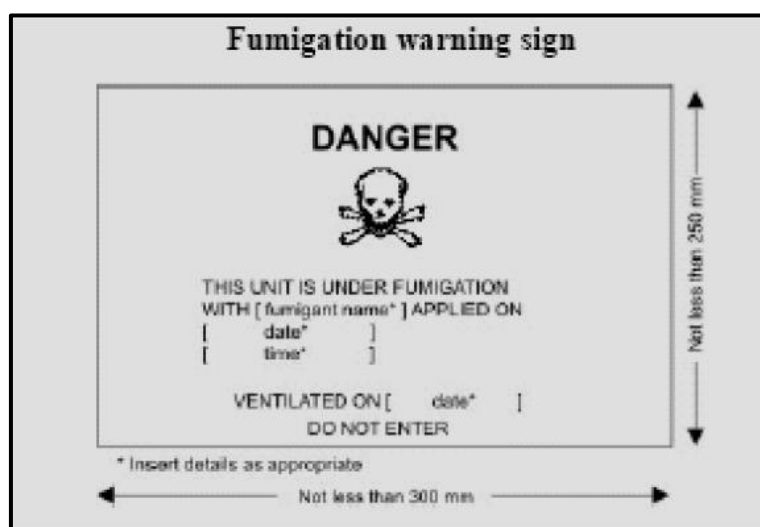 Fumigation warning sign
DANGER
THIS UNIT IS UNDER FUMIGATION
WITH [ fumigant name* ] APPLIED ON
[ date* ]
[ time* ]
VENTILATED ON [ date* ]
DO NOT ENTER
* Insert details as appropriate
Not less than 300 mm
Not less than 250 mm